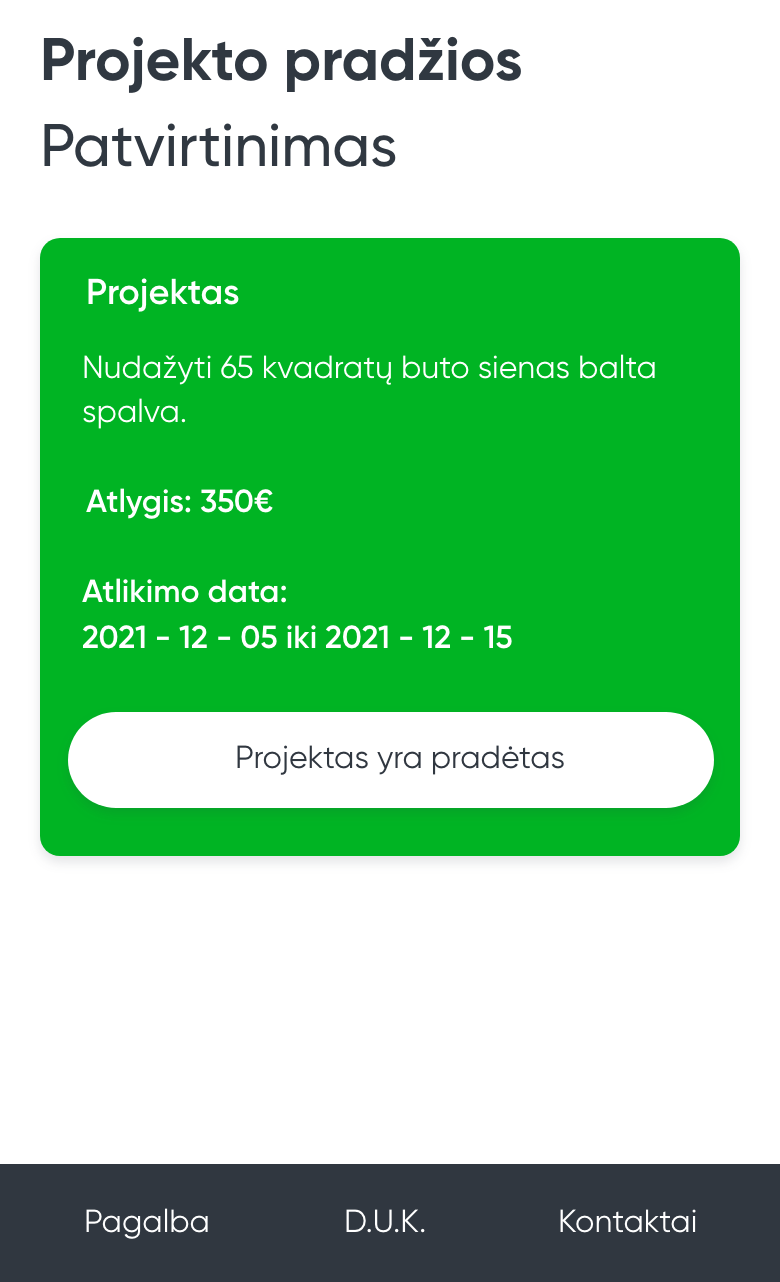 Projekto pradžios
Patvirtinimas
Projektas
Nudažyti 65 kvadratų buto sienas balta
spalva.
Atlygis: 350€
Atlikimo data:
2021 - 12 - 05 iki 2021 - 12 - 15
Projektas yra pradėtas
Pagalba
D.U.K.
Kontaktai